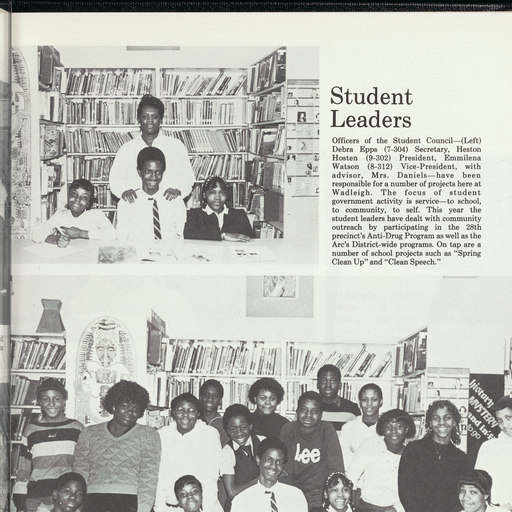 Student
Leaders
Officers of the Student Council—(Left)
Debra Epps (7-304) Secretary, Heston
Hosten (9-302) President, Emmilena
Watson (8-312) Vice-President, with
advisor, Mrs. Daniels—have been
responsible for a number of projects here at
Wadleigh. The focus of student
government activity is service—to school,
to community, to self. This year the
student leaders have dealt with community
outreach by participating in the 28th
precinct's Anti-Drug Program as well as the
Arc's District-wide programs. On tap are a
number of school projects such as "Spring
Clean Up" and "Clean Speech."
history
MYSTERY
Lee